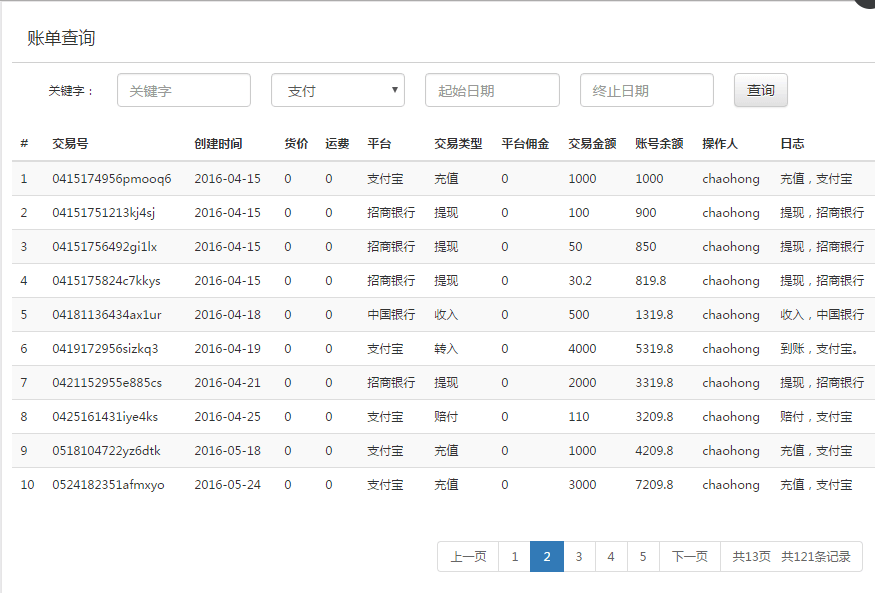 账单查询
关键字： 关键字 支付 起始日期 终止日期 查询
# 交易号 创建时间 货价 运费 平台 交易类型 平台佣金 交易金额 账号余额 操作人 日志
1 0415174956pmooq6 2016-04-15 0 0 支付宝 充值 0 1000 1000 chaohong 充值，支付宝
2 04151751213kj4sj 2016-04-15 0 0 招商银行 提现 0 100 900 chaohong 提现，招商银行
3 04151756492gi1lx 2016-04-15 0 0 招商银行 提现 0 50 850 chaohong 提现，招商银行
4 0415175824c7kkys 2016-04-15 0 0 招商银行 提现 0 30.2 819.8 chaohong 提现，招商银行
5 04181136434ax1ur 2016-04-18 0 0 中国银行 收入 0 500 1319.8 chaohong 收入，中国银行
6 0419172956sizkq3 2016-04-19 0 0 支付宝 转入 0 4000 5319.8 chaohong 到账，支付宝。
7 0421152955e885cs 2016-04-21 0 0 招商银行 提现 0 2000 3319.8 chaohong 提现，招商银行
8 0425161431iye4ks 2016-04-25 0 0 支付宝 赔付 0 110 3209.8 chaohong 赔付，支付宝
9 0518104722yz6dtk 2016-05-18 0 0 支付宝 充值 0 1000 4209.8 chaohong 充值，支付宝
10 0524182351afmxyo 2016-05-24 0 0 支付宝 充值 0 3000 7209.8 chaohong 充值，支付宝
上一页 1 2 3 4 5 下一页 共13页 共121条记录